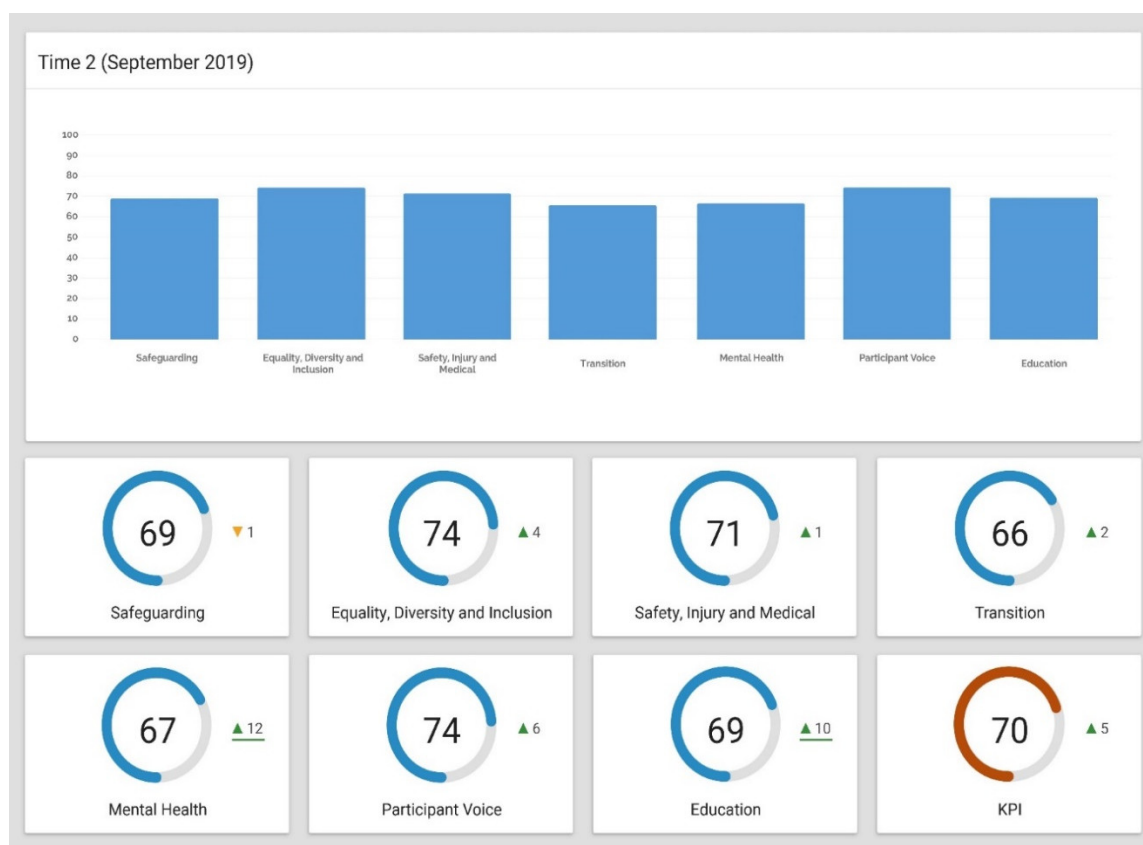 Time 2 (September 2019)
100
90
80
70
60
50
40
30
20
10
0
Safeguarding
Equality, Diversity and
Inclusion
Safety, Injury and
Medical
Transition
Mental Health
Participant Voice
Education
69
▼ 1
Safeguarding
74
▲ 4
Equality, Diversity and Inclusion
71
▲ 1
Safety, Injury and Medical
66
▲ 2
Transition
67
▲ 12
Mental Health
74
▲ 6
Participant Voice
69
▲ 10
Education
70
▲ 5
KPI